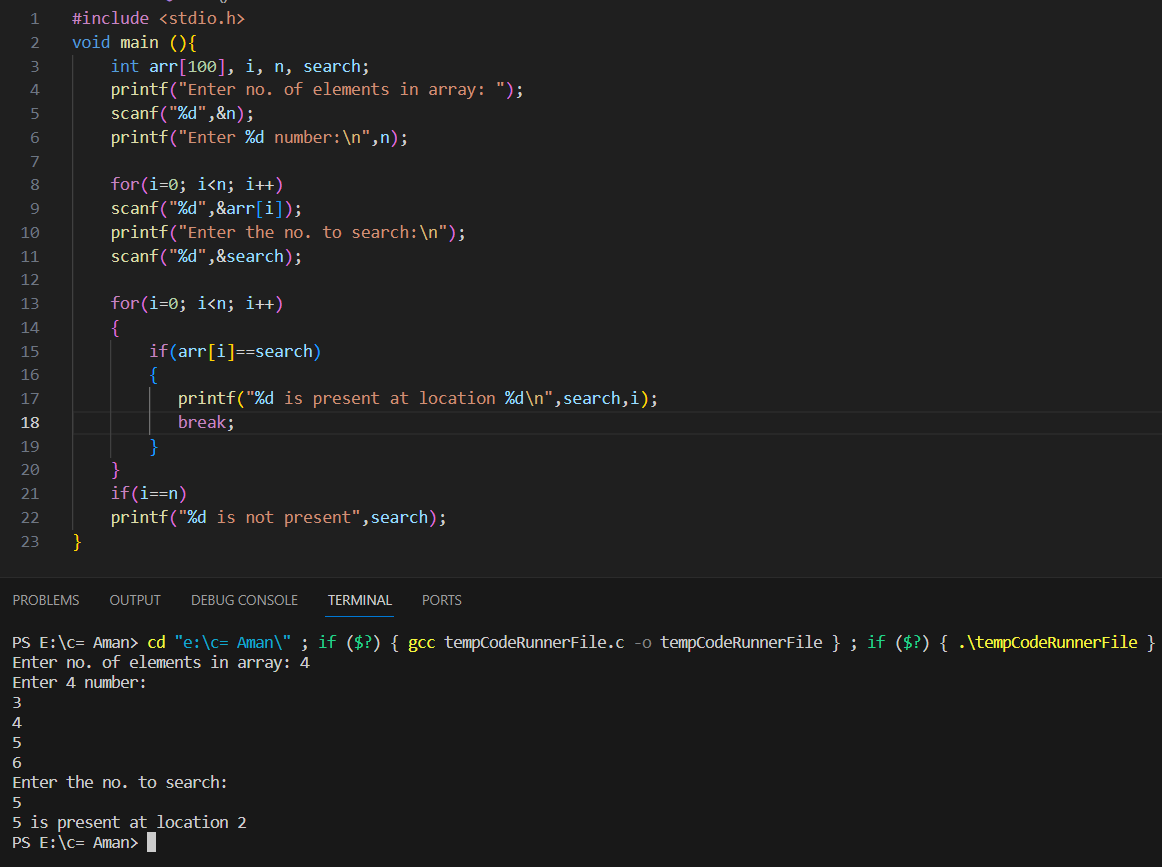 1 #include <stdio.h>
2 void main (){
3     int arr[100], i, n, search;
4     printf("Enter no. of elements in array: ");
5     scanf("%d",&n);
6     printf("Enter %d number:\n",n);
7
8     for(i=0; i<n; i++)
9     scanf("%d",&arr[i]);
10     printf("Enter the no. to search:\n");
11     scanf("%d",&search);
12
13     for(i=0; i<n; i++)
14     {
15         if(arr[i]==search)
16         {
17            printf("%d is present at location %d\n",search,i);
18            break;
19         }
20     }
21     if(i==n)
22     printf("%d is not present",search);
23 }
PROBLEMS OUTPUT DEBUG CONSOLE TERMINAL PORTS
PS E:\c= Aman> cd "e:\c= Aman\" ; if ($?) { gcc tempCodeRunnerFile.c -o tempCodeRunnerFile } ; if ($?) { .\tempCodeRunnerFile }
Enter no. of elements in array: 4
Enter 4 number:
3
4
5
6
Enter the no. to search:
5
5 is present at location 2
PS E:\c= Aman>